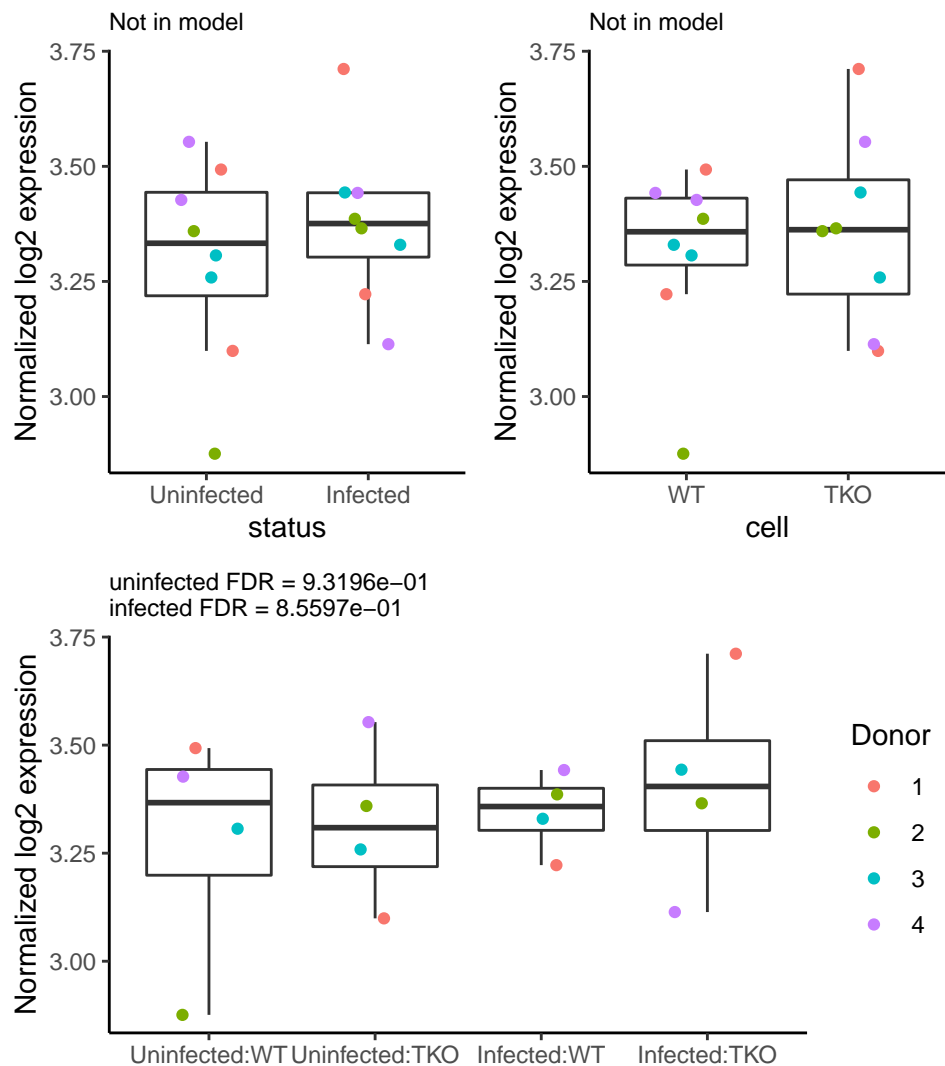 Not in model
Normalized log2 expression
3.75
3.50
3.25
3.00
Uninfected Infected
status
Not in model
Normalized log2 expression
3.75
3.50
3.25
3.00
WT TKO
cell
uninfected FDR = 9.3196e−01
infected FDR = 8.5597e−01
Normalized log2 expression
3.75
3.50
3.25
3.00
Uninfected:WT Uninfected:TKO Infected:WT Infected:TKO
Donor
1
2
3
4